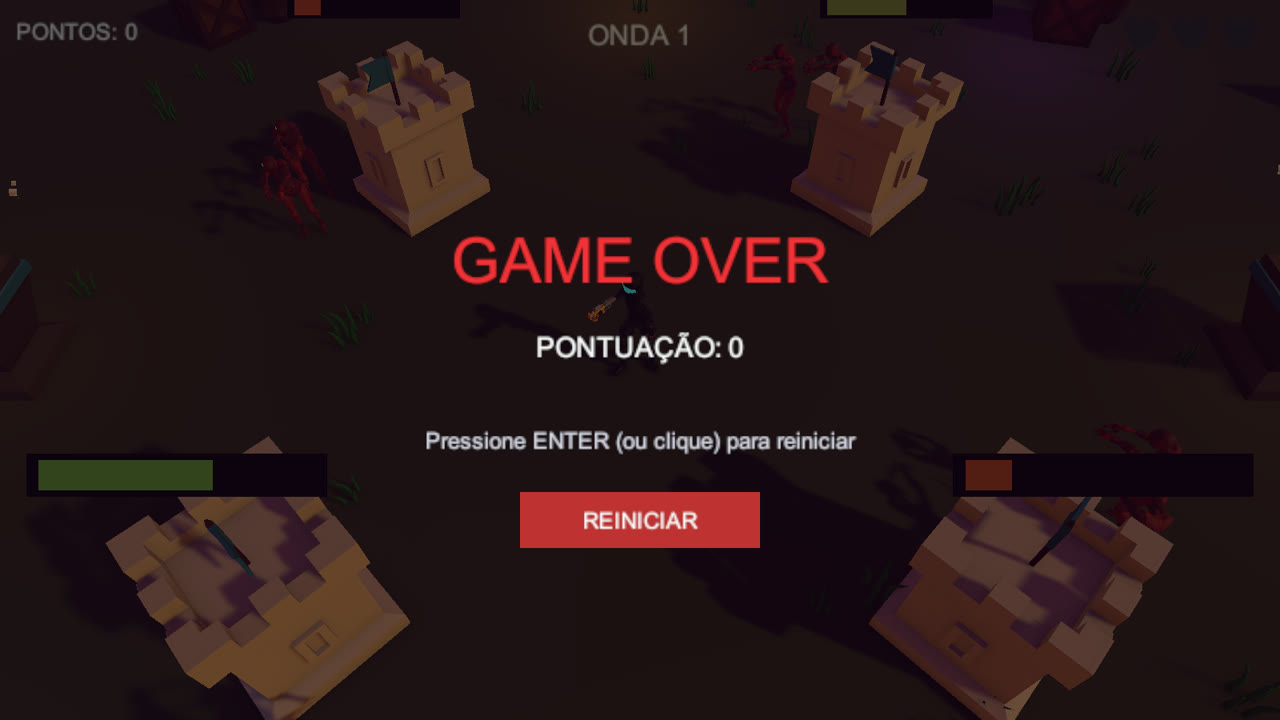 PONTOS: 0
ONDA 1
GAME OVER
PONTUAÇÃO: 0
Pressione ENTER (ou clique) para reiniciar
REINICIAR